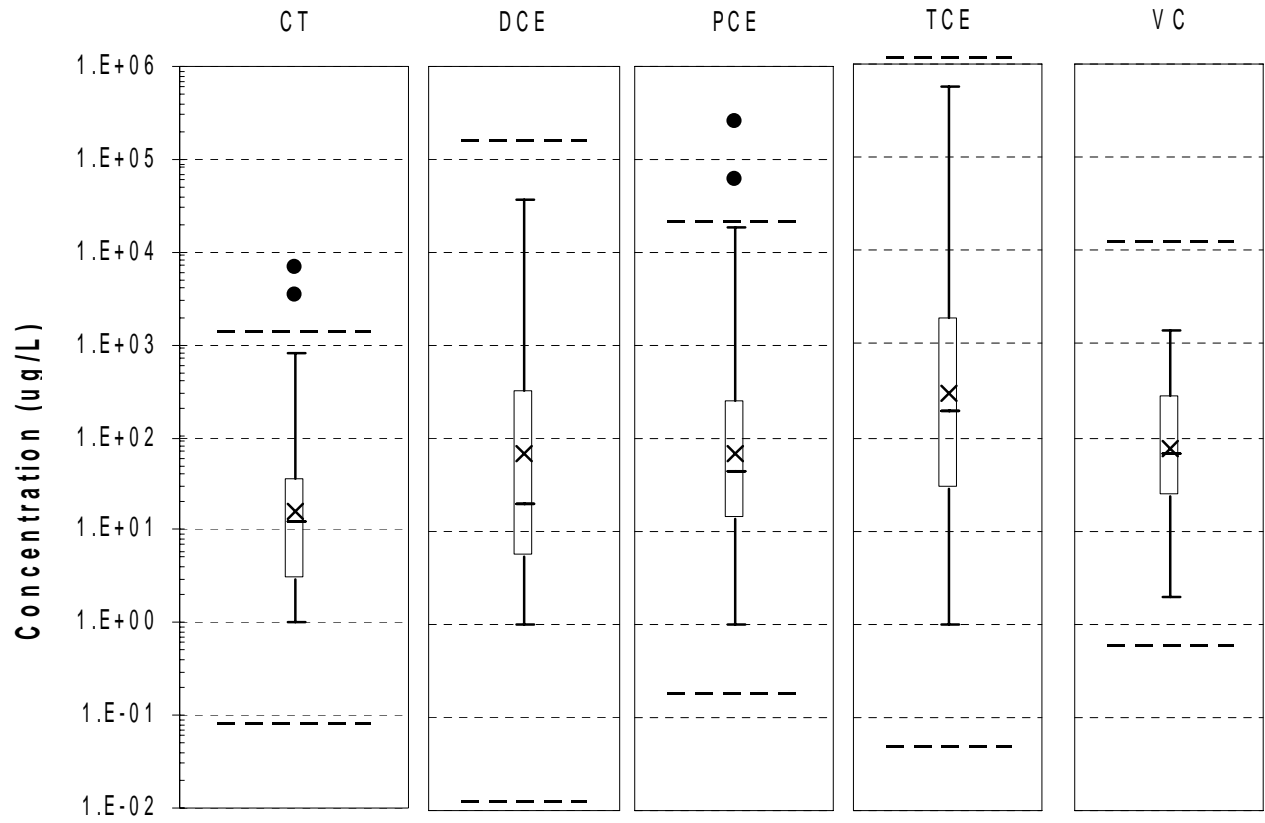 CT DCE PCE TCE VC
1.E+06
1.E+05
1.E+04
1.E+03
1.E+02
1.E+01
1.E+00
1.E-01
1.E-02
Concentration (ug/L)